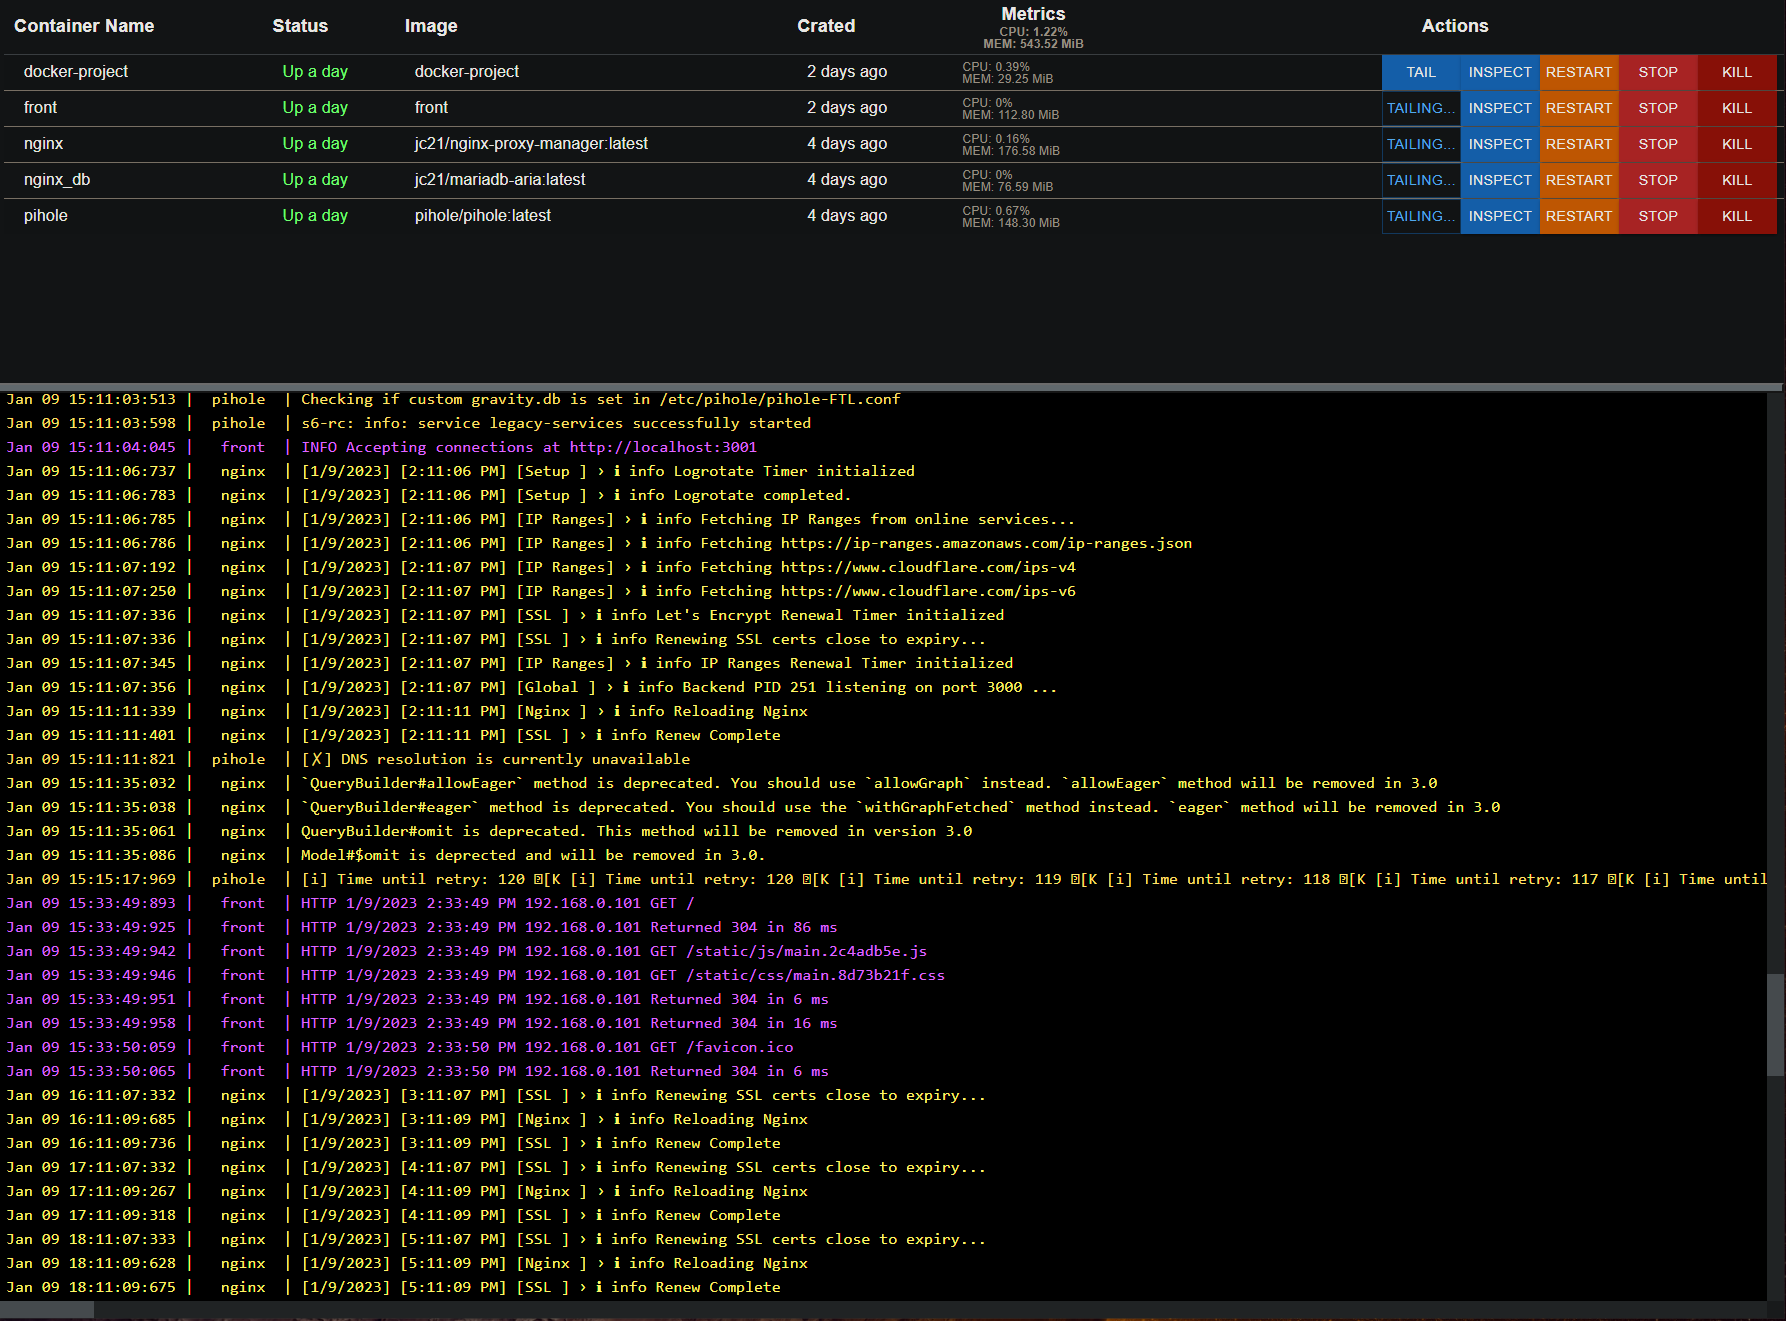 Container Name Status Image Crated Metrics Actions
CPU: 1.22%
MEM: 543.52 MiB
docker-project Up a day docker-project 2 days ago CPU: 0.39% MEM: 29.25 MiB TAIL INSPECT RESTART STOP KILL
front Up a day front 2 days ago CPU: 0% MEM: 112.80 MiB TAILING... INSPECT RESTART STOP KILL
nginx Up a day jc21/nginx-proxy-manager:latest 4 days ago CPU: 0.16% MEM: 176.58 MiB TAILING... INSPECT RESTART STOP KILL
nginx_db Up a day jc21/mariadb-aria:latest 4 days ago CPU: 0% MEM: 76.59 MiB TAILING... INSPECT RESTART STOP KILL
pihole Up a day pihole/pihole:latest 4 days ago CPU: 0.67% MEM: 148.30 MiB TAILING... INSPECT RESTART STOP KILL
Jan 09 15:11:03:513 | pihole | Checking if custom gravity.db is set in /etc/pihole/pihole-FTL.conf
Jan 09 15:11:03:598 | pihole | s6-rc: info: service legacy-services successfully started
Jan 09 15:11:04:045 | front | INFO Accepting connections at http://localhost:3001
Jan 09 15:11:06:737 | nginx | [1/9/2023] [2:11:06 PM] [Setup ] › ℹ info Logrotate Timer initialized
Jan 09 15:11:06:783 | nginx | [1/9/2023] [2:11:06 PM] [Setup ] › ℹ info Logrotate completed.
Jan 09 15:11:06:785 | nginx | [1/9/2023] [2:11:06 PM] [IP Ranges] › ℹ info Fetching IP Ranges from online services...
Jan 09 15:11:06:786 | nginx | [1/9/2023] [2:11:06 PM] [IP Ranges] › ℹ info Fetching https://ip-ranges.amazonaws.com/ip-ranges.json
Jan 09 15:11:07:192 | nginx | [1/9/2023] [2:11:07 PM] [IP Ranges] › ℹ info Fetching https://www.cloudflare.com/ips-v4
Jan 09 15:11:07:250 | nginx | [1/9/2023] [2:11:07 PM] [IP Ranges] › ℹ info Fetching https://www.cloudflare.com/ips-v6
Jan 09 15:11:07:336 | nginx | [1/9/2023] [2:11:07 PM] [SSL ] › ℹ info Let's Encrypt Renewal Timer initialized
Jan 09 15:11:07:336 | nginx | [1/9/2023] [2:11:07 PM] [SSL ] › ℹ info Renewing SSL certs close to expiry...
Jan 09 15:11:07:345 | nginx | [1/9/2023] [2:11:07 PM] [IP Ranges] › ℹ info IP Ranges Renewal Timer initialized
Jan 09 15:11:07:356 | nginx | [1/9/2023] [2:11:07 PM] [Global ] › ℹ info Backend PID 251 listening on port 3000 ...
Jan 09 15:11:11:339 | nginx | [1/9/2023] [2:11:11 PM] [Nginx ] › ℹ info Reloading Nginx
Jan 09 15:11:11:401 | nginx | [1/9/2023] [2:11:11 PM] [SSL ] › ℹ info Renew Complete
Jan 09 15:11:11:821 | pihole | [✗] DNS resolution is currently unavailable
Jan 09 15:11:35:032 | nginx | `QueryBuilder#allowEager` method is deprecated. You should use `allowGraph` instead. `allowEager` method will be removed in 3.0
Jan 09 15:11:35:038 | nginx | `QueryBuilder#eager` method is deprecated. You should use the `withGraphFetched` method instead. `eager` method will be removed in 3.0
Jan 09 15:11:35:061 | nginx | QueryBuilder#omit is deprecated. This method will be removed in version 3.0
Jan 09 15:11:35:086 | nginx | Model#$omit is deprected and will be removed in 3.0.
Jan 09 15:15:17:969 | pihole | [i] Time until retry: 120 [K [i] Time until retry: 120 [K [i] Time until retry: 119 [K [i] Time until retry: 118 [K [i] Time until retry: 117 [K [i] Time until
Jan 09 15:33:49:893 | front | HTTP 1/9/2023 2:33:49 PM 192.168.0.101 GET /
Jan 09 15:33:49:925 | front | HTTP 1/9/2023 2:33:49 PM 192.168.0.101 Returned 304 in 86 ms
Jan 09 15:33:49:942 | front | HTTP 1/9/2023 2:33:49 PM 192.168.0.101 GET /static/js/main.2c4adb5e.js
Jan 09 15:33:49:946 | front | HTTP 1/9/2023 2:33:49 PM 192.168.0.101 GET /static/css/main.8d73b21f.css
Jan 09 15:33:49:951 | front | HTTP 1/9/2023 2:33:49 PM 192.168.0.101 Returned 304 in 6 ms
Jan 09 15:33:49:958 | front | HTTP 1/9/2023 2:33:49 PM 192.168.0.101 Returned 304 in 16 ms
Jan 09 15:33:50:059 | front | HTTP 1/9/2023 2:33:50 PM 192.168.0.101 GET /favicon.ico
Jan 09 15:33:50:065 | front | HTTP 1/9/2023 2:33:50 PM 192.168.0.101 Returned 304 in 6 ms
Jan 09 16:11:07:332 | nginx | [1/9/2023] [3:11:07 PM] [SSL ] › ℹ info Renewing SSL certs close to expiry...
Jan 09 16:11:09:685 | nginx | [1/9/2023] [3:11:09 PM] [Nginx ] › ℹ info Reloading Nginx
Jan 09 16:11:09:736 | nginx | [1/9/2023] [3:11:09 PM] [SSL ] › ℹ info Renew Complete
Jan 09 17:11:07:332 | nginx | [1/9/2023] [4:11:07 PM] [SSL ] › ℹ info Renewing SSL certs close to expiry...
Jan 09 17:11:09:267 | nginx | [1/9/2023] [4:11:09 PM] [Nginx ] › ℹ info Reloading Nginx
Jan 09 17:11:09:318 | nginx | [1/9/2023] [4:11:09 PM] [SSL ] › ℹ info Renew Complete
Jan 09 18:11:07:333 | nginx | [1/9/2023] [5:11:07 PM] [SSL ] › ℹ info Renewing SSL certs close to expiry...
Jan 09 18:11:09:628 | nginx | [1/9/2023] [5:11:09 PM] [Nginx ] › ℹ info Reloading Nginx
Jan 09 18:11:09:675 | nginx | [1/9/2023] [5:11:09 PM] [SSL ] › ℹ info Renew Complete